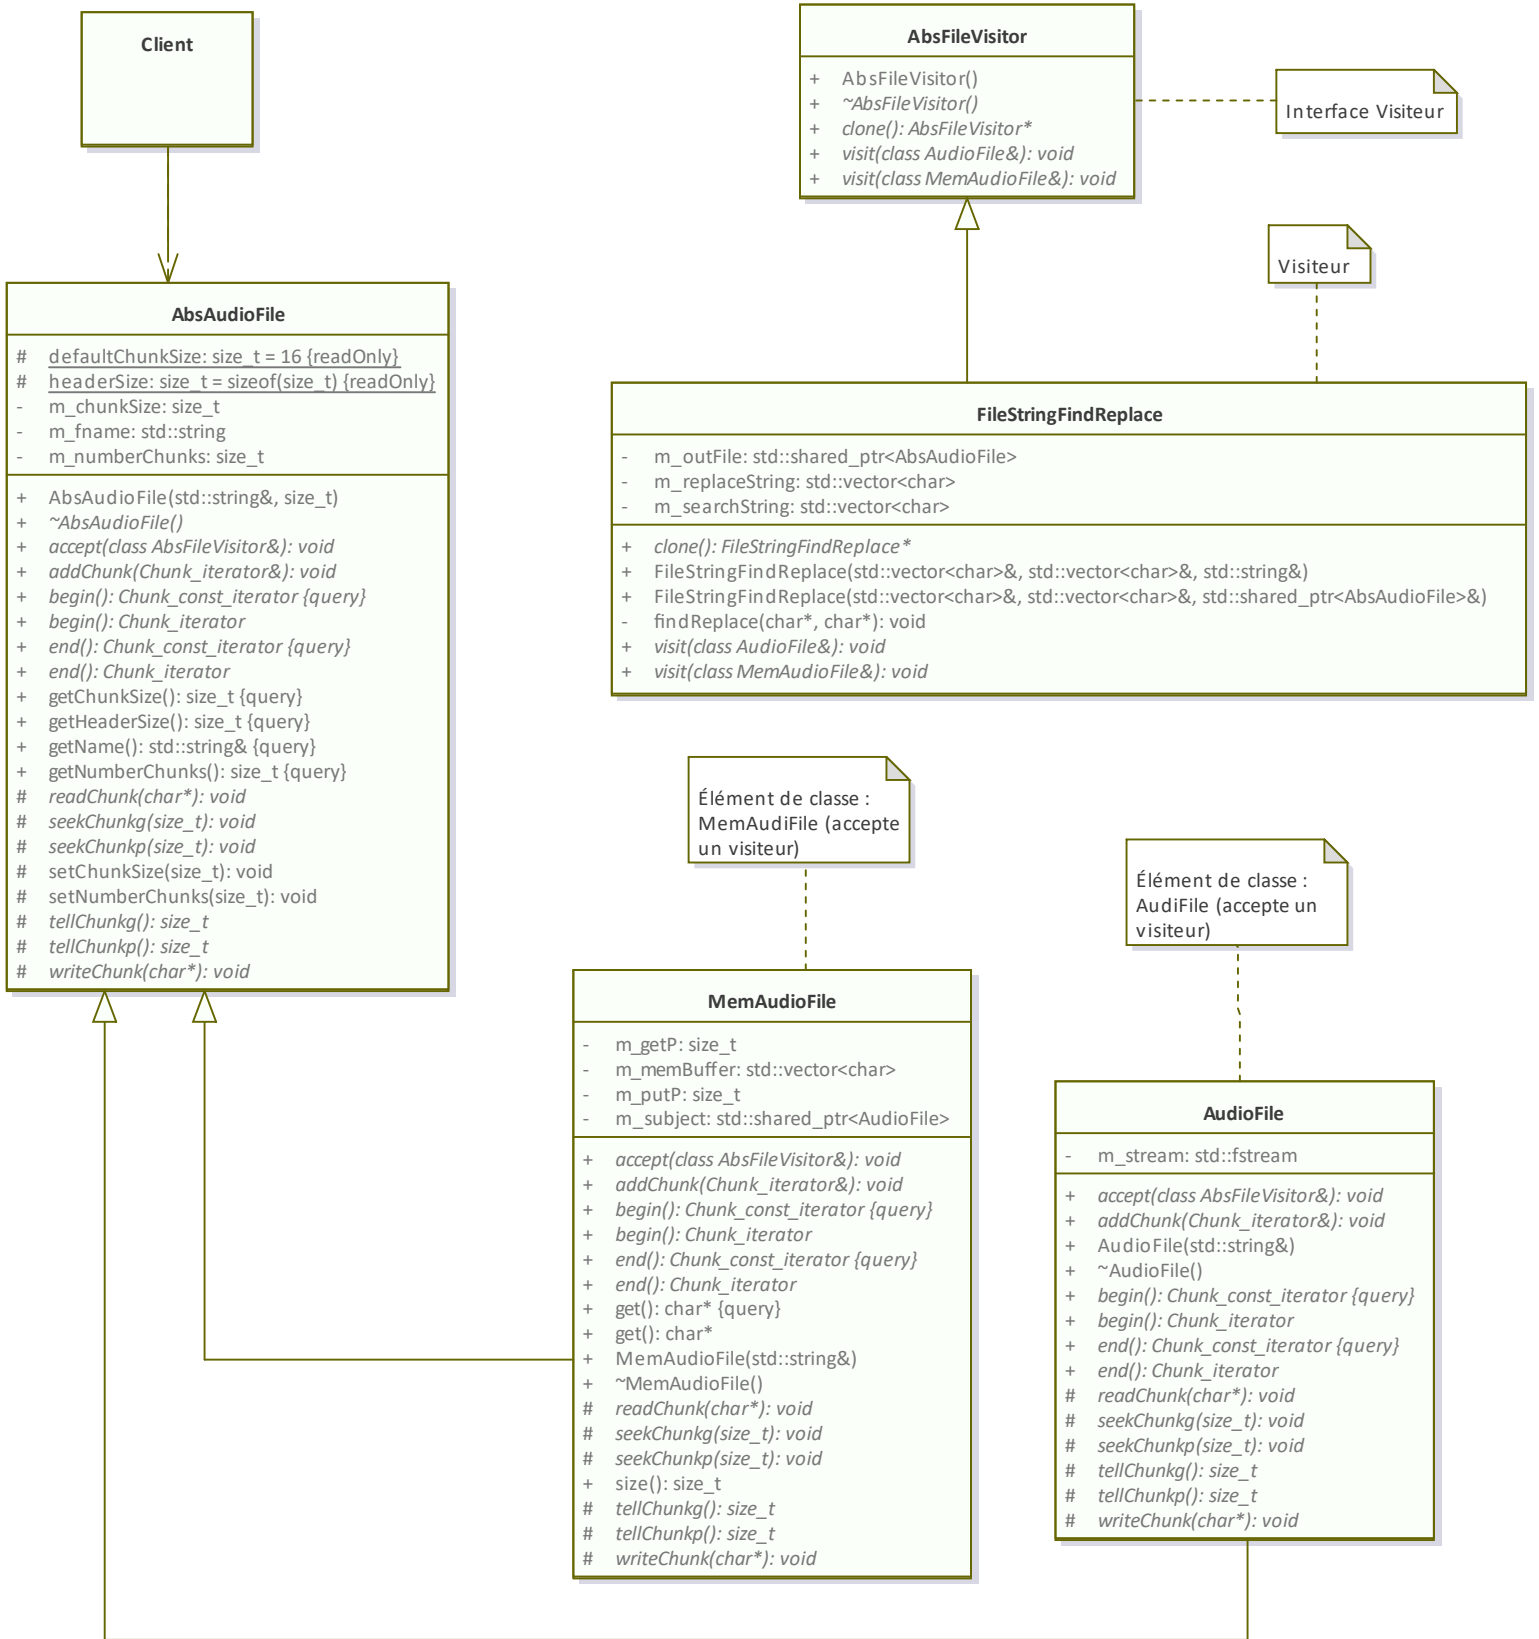 Client
AbsFileVisitor
+ AbsFileVisitor()
+ ~AbsFileVisitor()
+ clone(): AbsFileVisitor*
+ visit(class AudioFile&): void
+ visit(class MemAudioFile&): void
Interface Visiteur
Visiteur
AbsAudioFile
# defaultChunkSize: size_t = 16 {readOnly}
# headerSize: size_t = sizeof(size_t) {readOnly}
- m_chunkSize: size_t
- m_fname: std::string
- m_numberChunks: size_t
+ AbsAudioFile(std::string&, size_t)
+ ~AbsAudioFile()
+ accept(class AbsFileVisitor&): void
+ addChunk(Chunk_iterator&): void
+ begin(): Chunk_const_iterator {query}
+ begin(): Chunk_iterator
+ end(): Chunk_const_iterator {query}
+ end(): Chunk_iterator
+ getChunkSize(): size_t {query}
+ getHeaderSize(): size_t {query}
+ getName(): std::string& {query}
+ getNumberChunks(): size_t {query}
# readChunk(char*): void
# seekChunkg(size_t): void
# seekChunkp(size_t): void
# setChunkSize(size_t): void
# setNumberChunks(size_t): void
# tellChunkg(): size_t
# tellChunkp(): size_t
# writeChunk(char*): void
FileStringFindReplace
- m_outFile: std::shared_ptr<AbsAudioFile>
- m_replaceString: std::vector<char>
- m_searchString: std::vector<char>
+ clone(): FileStringFindReplace*
+ FileStringFindReplace(std::vector<char>&, std::vector<char>&, std::string&)
+ FileStringFindReplace(std::vector<char>&, std::vector<char>&, std::shared_ptr<AbsAudioFile>&)
- findReplace(char*, char*): void
+ visit(class AudioFile&): void
+ visit(class MemAudioFile&): void
Élément de classe :
MemAudiFile (accepte
un visiteur)
Élément de classe :
AudiFile (accepte un
visiteur)
MemAudioFile
- m_getP: size_t
- m_memBuffer: std::vector<char>
- m_putP: size_t
- m_subject: std::shared_ptr<AudioFile>
+ accept(class AbsFileVisitor&): void
+ addChunk(Chunk_iterator&): void
+ begin(): Chunk_const_iterator {query}
+ begin(): Chunk_iterator
+ end(): Chunk_const_iterator {query}
+ end(): Chunk_iterator
+ get(): char* {query}
+ get(): char*
+ MemAudioFile(std::string&)
+ ~MemAudioFile()
# readChunk(char*): void
# seekChunkg(size_t): void
# seekChunkp(size_t): void
+ size(): size_t
# tellChunkg(): size_t
# tellChunkp(): size_t
# writeChunk(char*): void
AudioFile
- m_stream: std::fstream
+ accept(class AbsFileVisitor&): void
+ addChunk(Chunk_iterator&): void
+ AudioFile(std::string&)
+ ~AudioFile()
+ begin(): Chunk_const_iterator {query}
+ begin(): Chunk_iterator
+ end(): Chunk_const_iterator {query}
+ end(): Chunk_iterator
# readChunk(char*): void
# seekChunkg(size_t): void
# seekChunkp(size_t): void
# tellChunkg(): size_t
# tellChunkp(): size_t
# writeChunk(char*): void